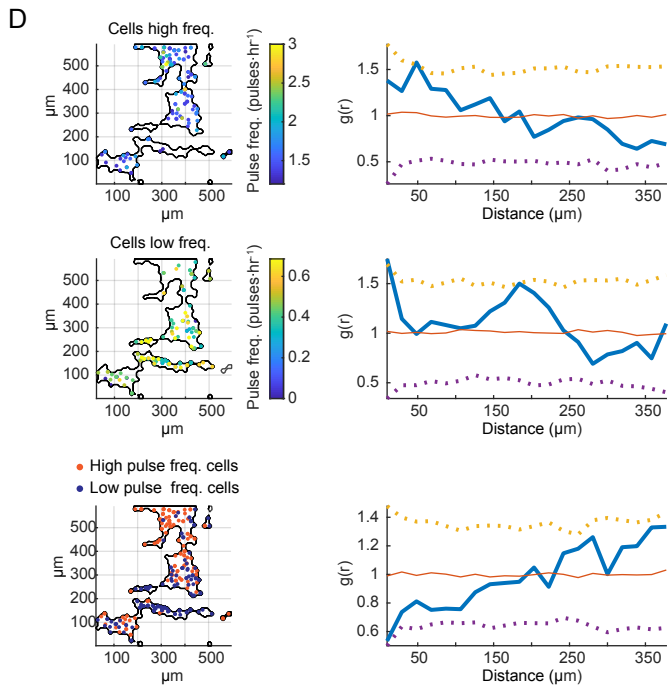 D
Cells high freq.
500
400
300
200
100
μm
100
300
500
μm
3
2.5
2
1.5
Pulse freq. (pulses·hr⁻¹)
1.5
1
0.5
g(r)
50
150
250
350
Distance (μm)
Cells low freq.
500
400
300
200
100
μm
100
300
500
μm
0.6
0.4
0.2
0
Pulse freq. (pulses·hr⁻¹)
1.5
1
0.5
g(r)
50
150
250
350
Distance (μm)
High pulse freq. cells
Low pulse freq. cells
500
400
300
200
100
μm
100
300
500
μm
1.4
1.2
1
0.8
0.6
g(r)
50
150
250
350
Distance (μm)